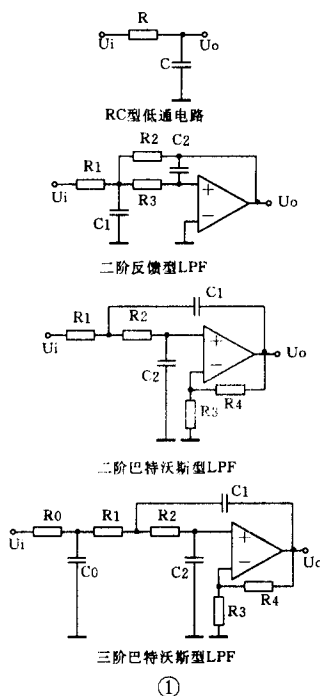 R
Ui
Uo
C
RC型低通电路
R2
C2
R1
R3
Ui
Uo
C1
二阶反馈型LPF
C1
R1
R2
Ui
Uo
C2
R4
R3
二阶巴特沃斯型LPF
C1
R0
R1
R2
Ui
Uo
C0
C2
R4
R3
三阶巴特沃斯型LPF
①